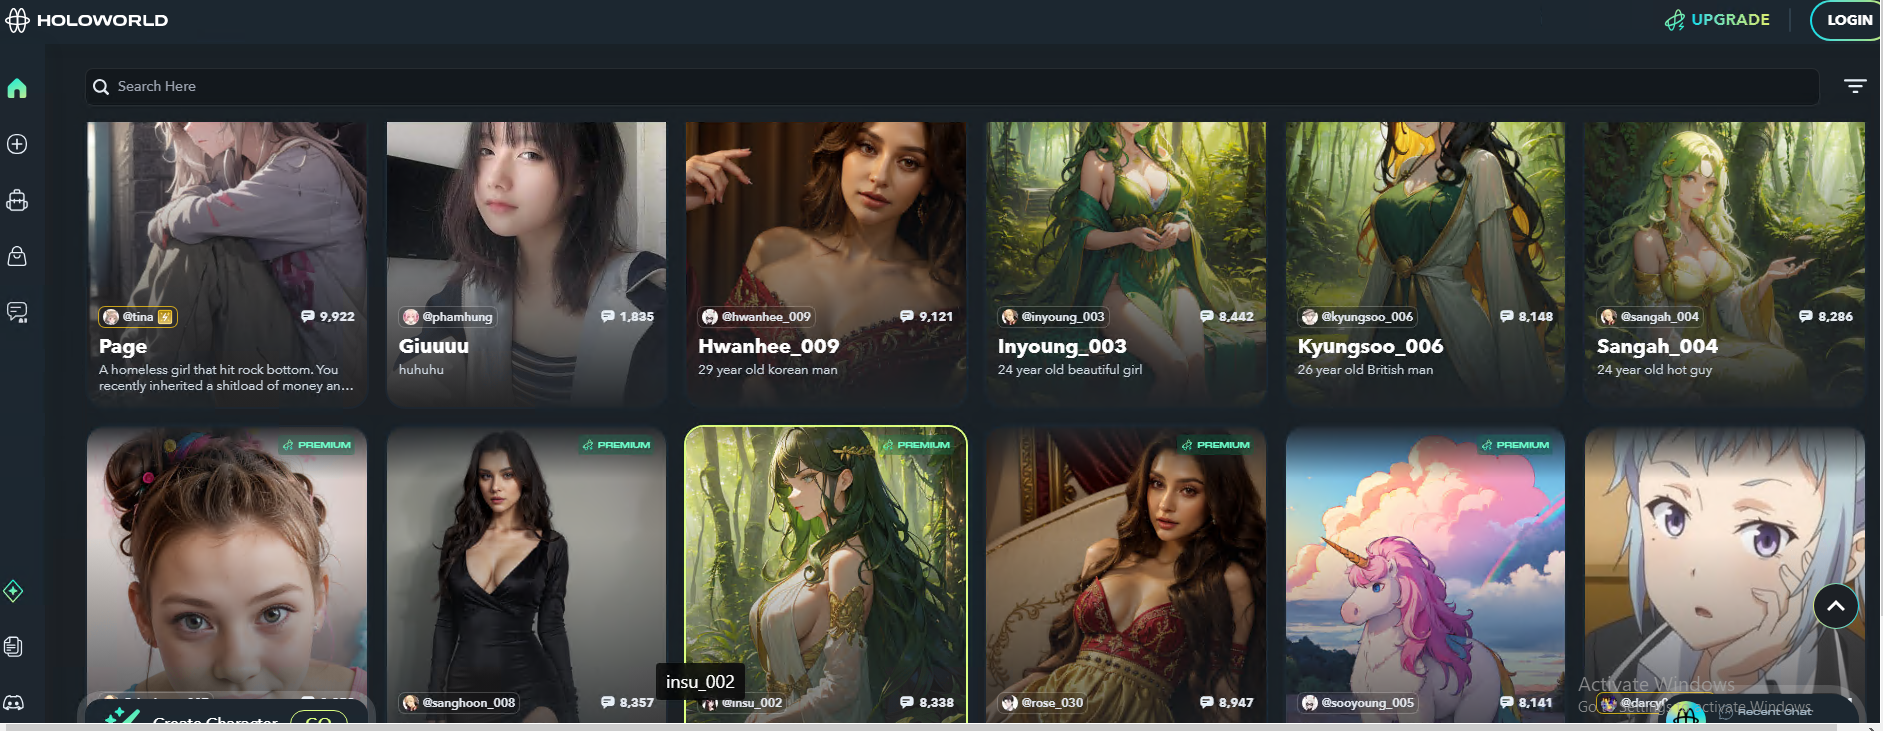 HOLOWORLD
UPGRADE
LOGIN
Search Here
@tina
9,922
Page
A homeless girl that hit rock bottom. You
recently inherited a shitload of money an...
@phamhung
1,835
Giuuuu
huhuhu
@hwanhee_009
9,121
Hwanhee_009
29 year old korean man
@inyoung_003
8,442
Inyoung_003
24 year old beautiful girl
@kyungsoo_006
8,148
Kyungsoo_006
26 year old British man
@sangah_004
8,286
Sangah_004
24 year old hot guy
PREMIUM
PREMIUM
@sanghoon_008
8,357
PREMIUM
insu_002
@insu_002
8,338
PREMIUM
@rose_030
8,947
PREMIUM
@sooyoung_005
8,141
Activate Windows
Go to Settings to activate Windows.
@darcyl
Create Character
GO
Recent Chat